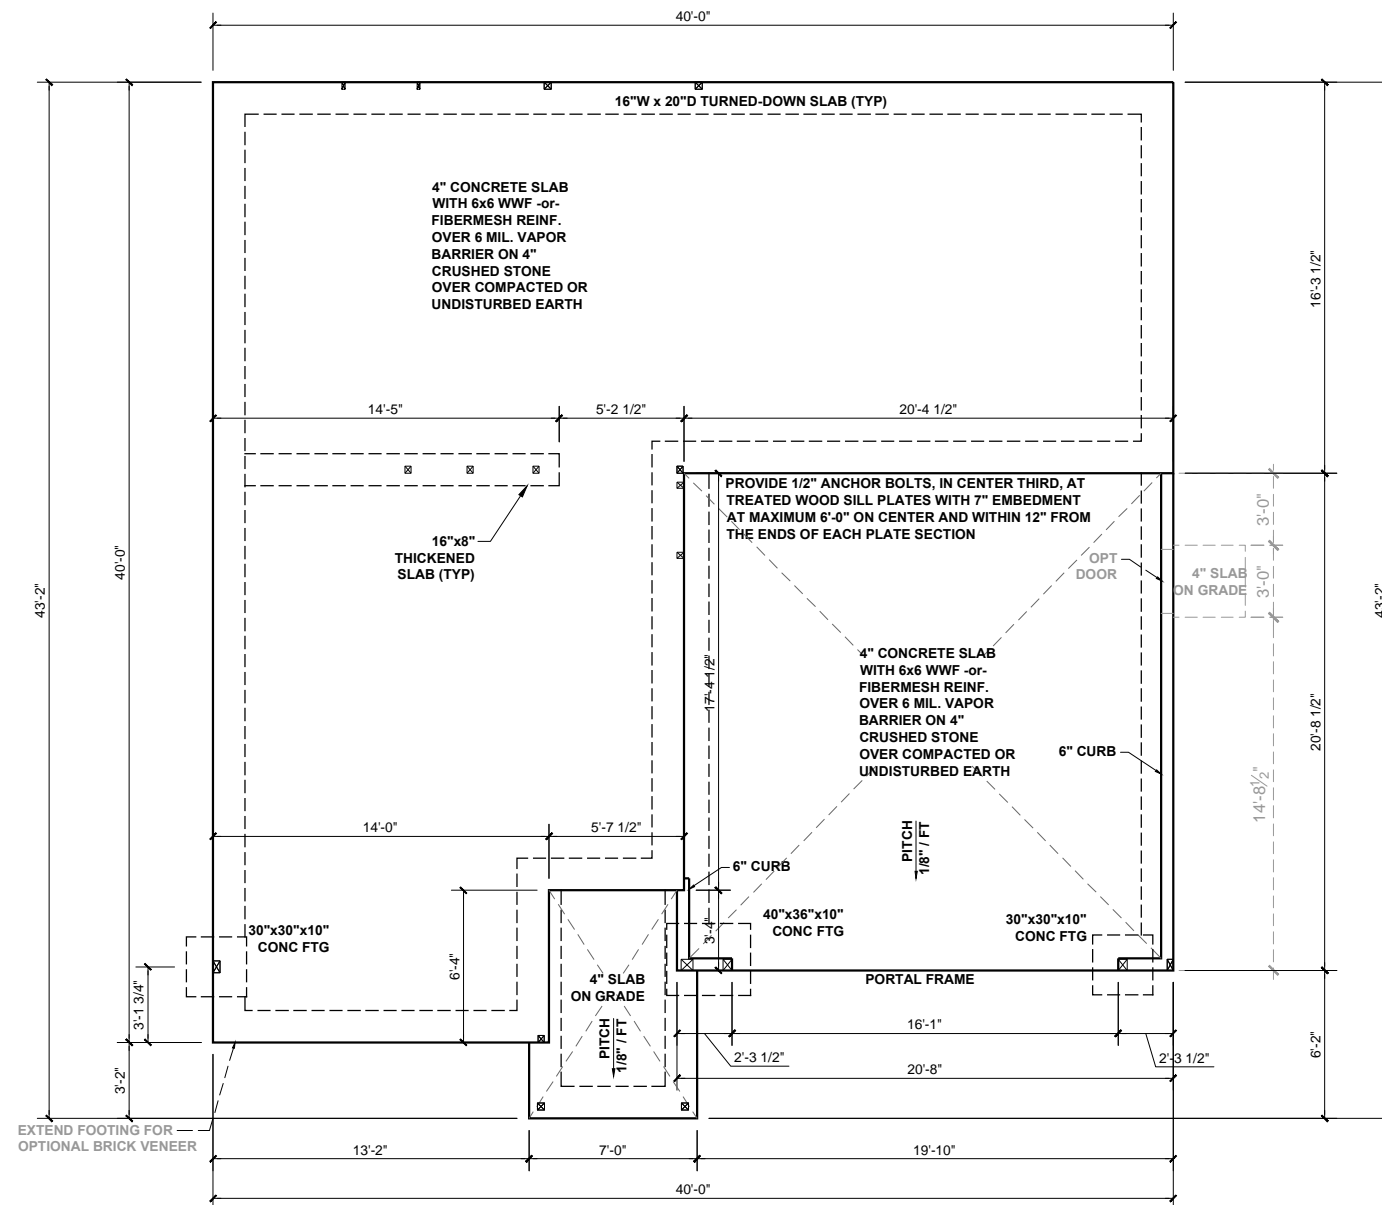 40'-0"
16"W x 20"D TURNED-DOWN SLAB (TYP)
4" CONCRETE SLAB
WITH 6x6 WWF -or-
FIBERMESH REINF.
OVER 6 MIL. VAPOR
BARRIER ON 4"
CRUSHED STONE
OVER COMPACTED OR
UNDISTURBED EARTH
16'-3 1/2"
14'-5"
5'-2 1/2"
20'-4 1/2"
PROVIDE 1/2" ANCHOR BOLTS, IN CENTER THIRD, AT
TREATED WOOD SILL PLATES WITH 7" EMBEDMENT
AT MAXIMUM 6'-0" ON CENTER AND WITHIN 12" FROM
THE ENDS OF EACH PLATE SECTION
3'-0"
16"x8"
THICKENED
SLAB (TYP)
OPT
DOOR
4" SLAB
ON GRADE
3'-0"
43'-2"
40'-0"
43'-2"
17'-4 1/2"
4" CONCRETE SLAB
WITH 6x6 WWF -or-
FIBERMESH REINF.
OVER 6 MIL. VAPOR
BARRIER ON 4"
CRUSHED STONE
OVER COMPACTED OR
UNDISTURBED EARTH
6" CURB
20'-8 1/2"
14'-8½"
14'-0"
5'-7 1/2"
PITCH
1/8" / FT
6" CURB
30"x30"x10"
CONC FTG
40"x36"x10"
CONC FTG
30"x30"x10"
CONC FTG
3'-4"
6'-4"
4" SLAB
ON GRADE
PORTAL FRAME
3'-1 3/4"
PITCH
1/8" / FT
16'-1"
2'-3 1/2"
2'-3 1/2"
20'-8"
6'-2"
3'-2"
EXTEND FOOTING FOR
OPTIONAL BRICK VENEER
13'-2"
7'-0"
19'-10"
40'-0"